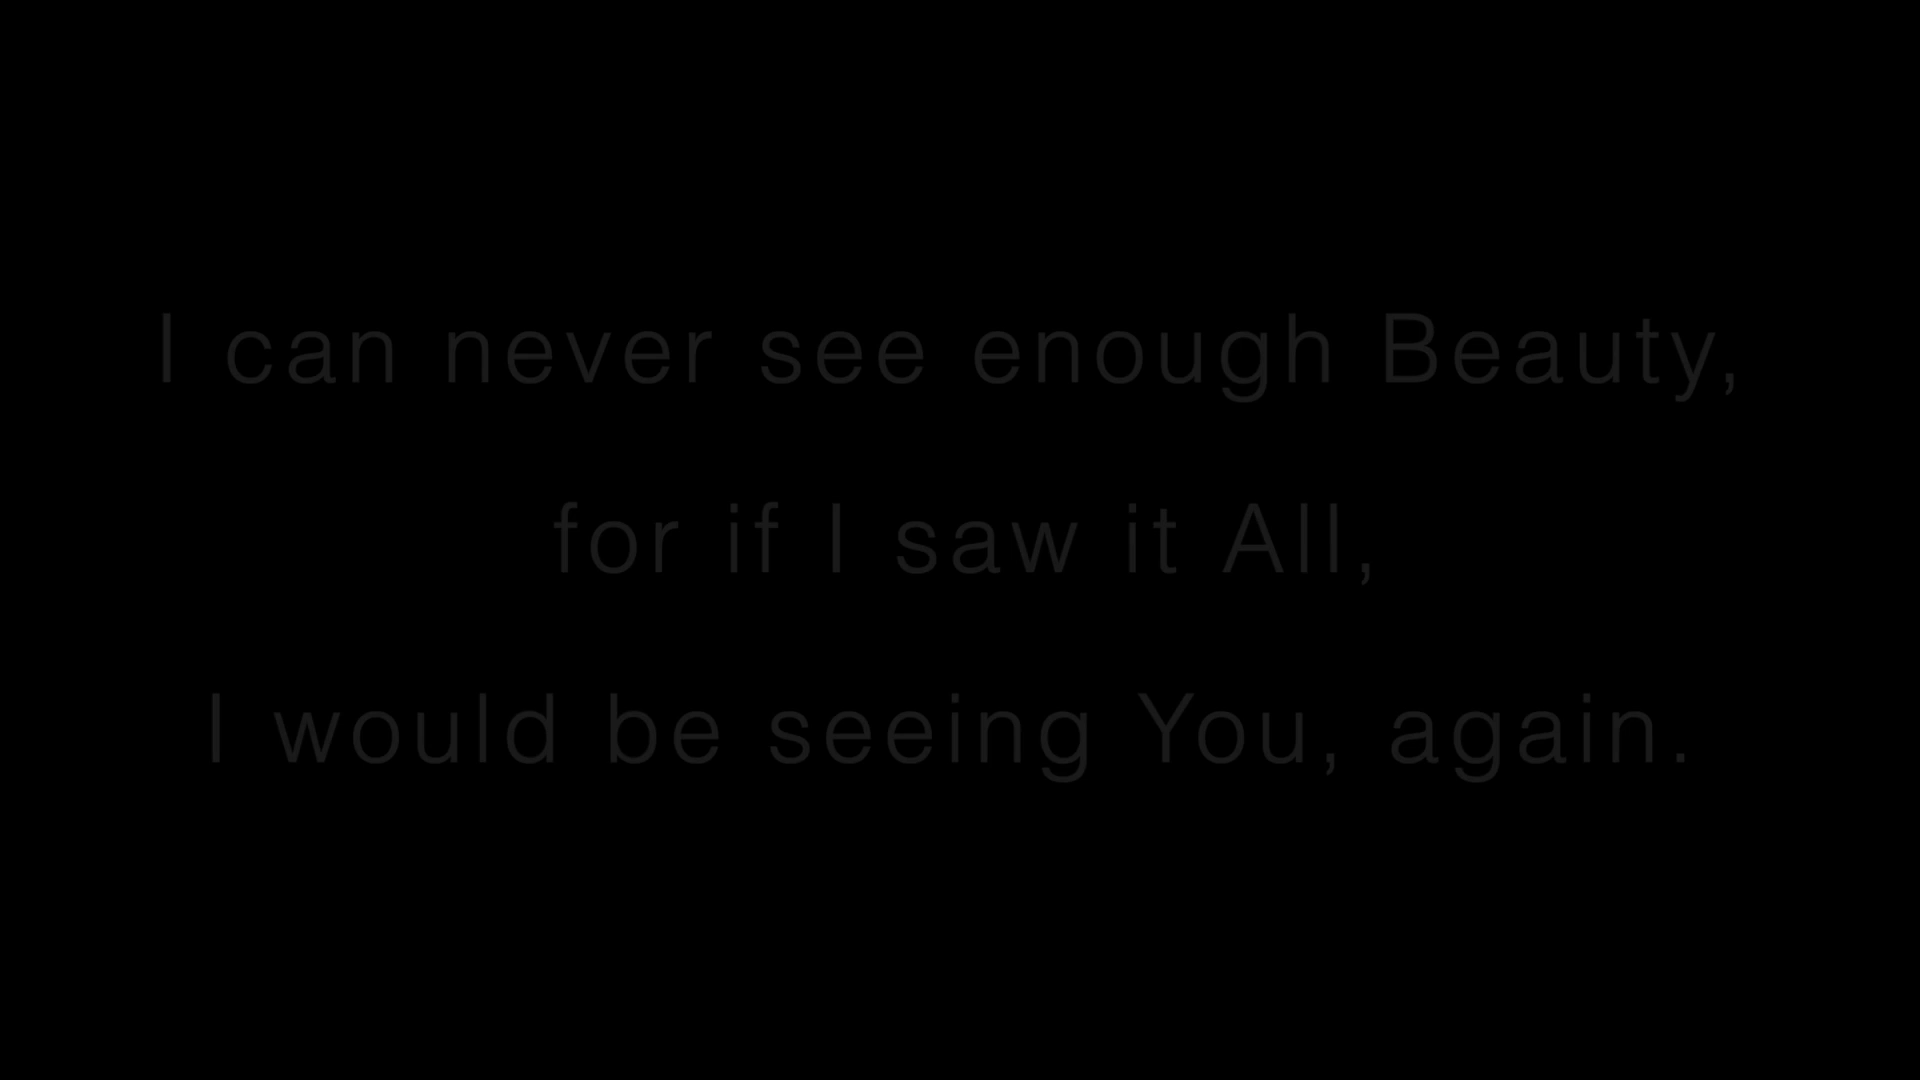 I can never see enough Beauty,
for if I saw it All,
I would be seeing You, again.